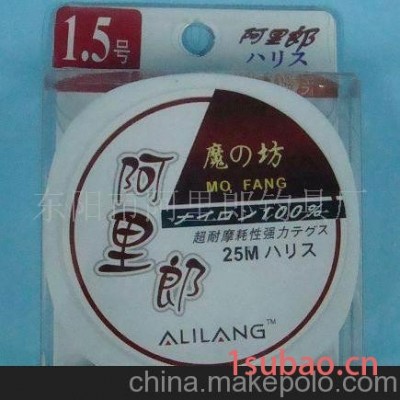 1.5号
阿里郎
ハリス
魔の坊
MO FANG
ナイロン100%
超耐摩耗性强力テグス
25M ハリス
阿里郎
ALILANG™
东阳市阿里郎钓具厂
1subao.cn
china.makepolo.com